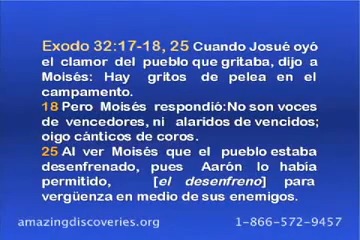 Exodo 32:17-18, 25 Cuando Josué oyó
el clamor del pueblo que gritaba, dijo a
Moisés: Hay gritos de pelea en el
campamento.
18 Pero Moisés respondió:No son voces
de vencedores, ni alaridos de vencidos;
oigo cánticos de coros.
25 Al ver Moisés que el pueblo estaba
desenfrenado, pues Aarón lo había
permitido, [el desenfreno] para
vergüenza en medio de sus enemigos.
amazingdiscoveries.org 1-866-572-9457